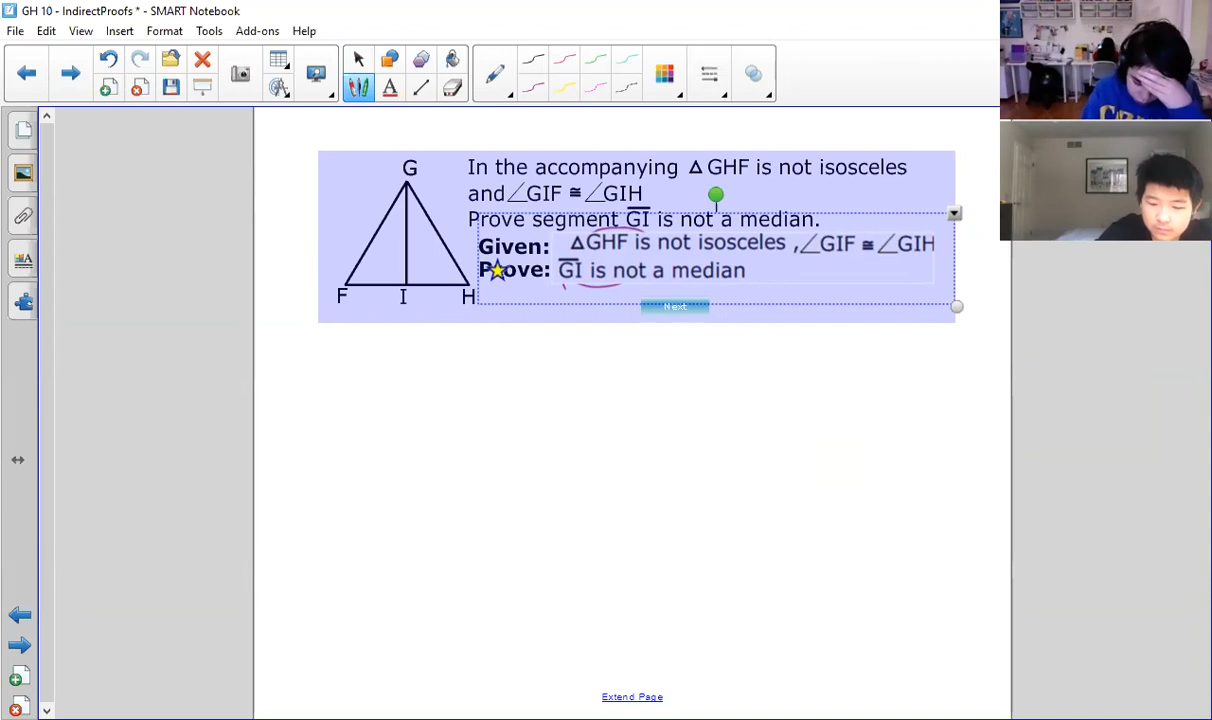 GH 10 - IndirectProofs * - SMART Notebook
File Edit View Insert Format Tools Add-ons Help
G
In the accompanying Δ GHF is not isosceles
and∠GIF ≅ ∠GIH
Prove segment GI is not a median.
Given: ΔGHF is not isosceles ,∠GIF ≅ ∠GIH
Prove: GI is not a median
F I H
Next
Extend Page